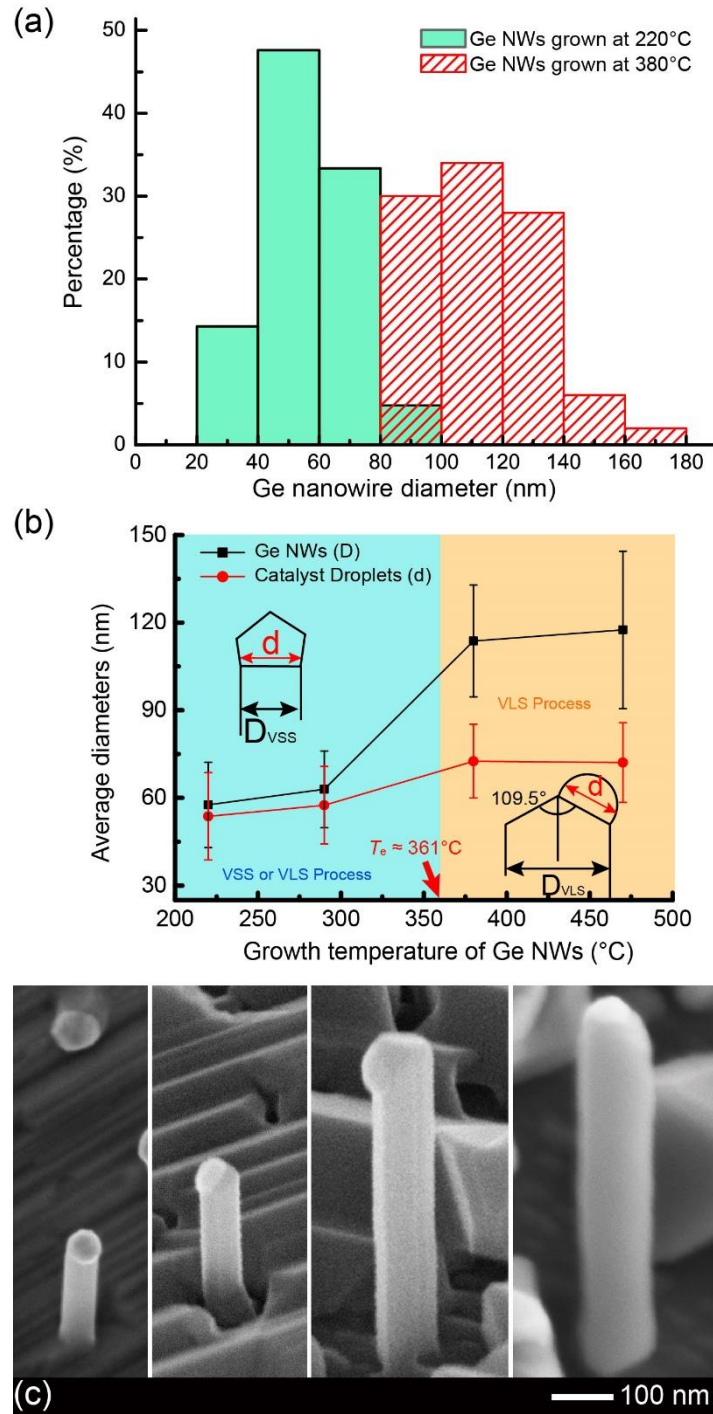 (a)
50
40
30
20
10
0
Percentage (%)
Ge NWs grown at 220°C
Ge NWs grown at 380°C
0 20 40 60 80 100 120 140 160 180
Ge nanowire diameter (nm)
(b)
150
120
90
60
30
Average diameters (nm)
Ge NWs (D)
Catalyst Droplets (d)
d
DVSS
VLS Process
109.5°
d
DVLS
Te ≈ 361°C
VSS or VLS Process
200 250 300 350 400 450 500
Growth temperature of Ge NWs (°C)
(c)
100 nm